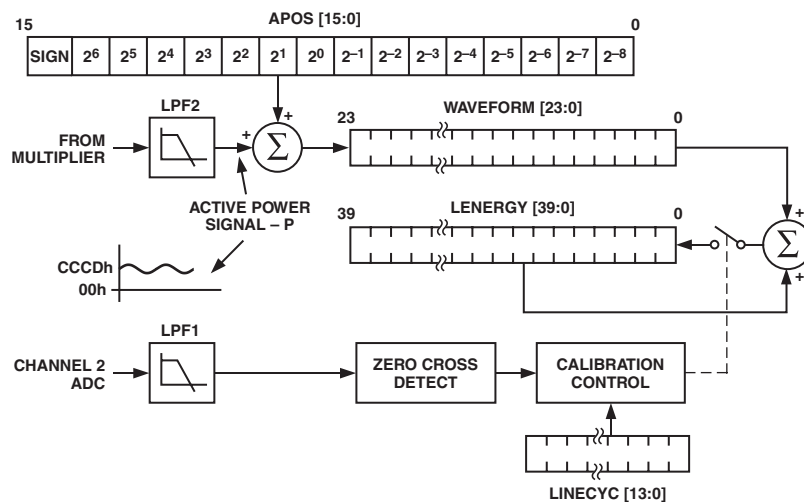 APOS [15:0]
15 0
SIGN 2⁶ 2⁵ 2⁴ 2³ 2² 2¹ 2⁰ 2⁻¹ 2⁻² 2⁻³ 2⁻⁴ 2⁻⁵ 2⁻⁶ 2⁻⁷ 2⁻⁸
LPF2
FROM
MULTIPLIER
+
+
Σ
WAVEFORM [23:0]
23 0
ACTIVE POWER
SIGNAL – P
LENERGY [39:0]
39 0
+
Σ
+
CCCDh
00h
LPF1
CHANNEL 2
ADC
ZERO CROSS
DETECT
CALIBRATION
CONTROL
LINECYC [13:0]